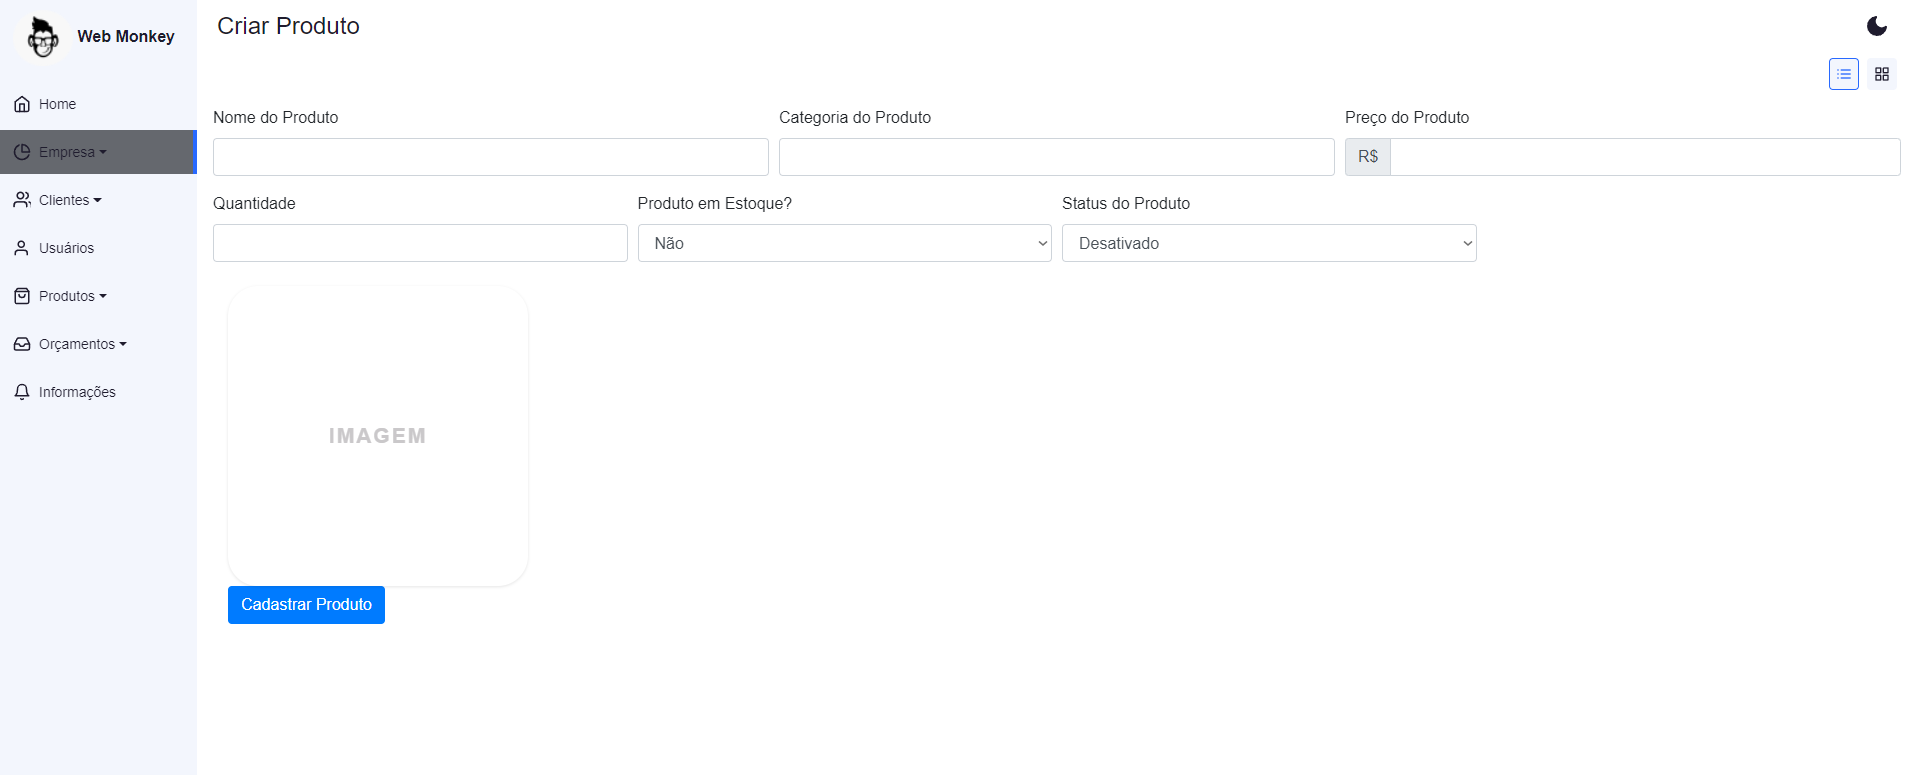 Web Monkey
Home
Empresa
Clientes
Usuários
Produtos
Orçamentos
Informações
Criar Produto
Nome do Produto
Categoria do Produto
Preço do Produto
R$
Quantidade
Produto em Estoque?
Status do Produto
Não
Desativado
IMAGEM
Cadastrar Produto